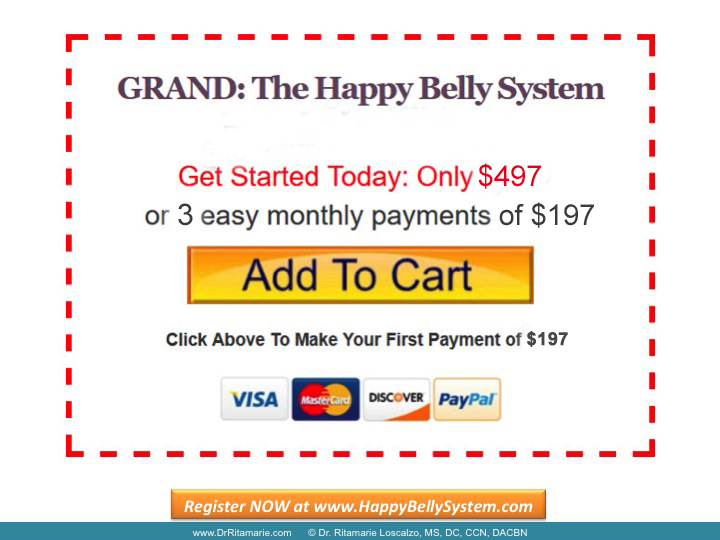 GRAND: The Happy Belly System
Get Started Today: Only $497
or 3 easy monthly payments of $197
Add To Cart
Click Above To Make Your First Payment of $197
VISA MasterCard DISCOVER PayPal
Register NOW at www.HappyBellySystem.com
www.DrRitamarie.com © Dr. Ritamarie Loscalzo, MS, DC, CCN, DACBN